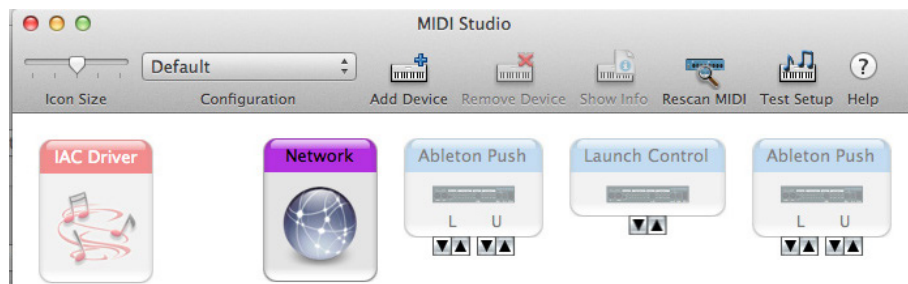 MIDI Studio
Default
Icon Size Configuration Add Device Remove Device Show Info Rescan MIDI Test Setup Help
IAC Driver Network Ableton Push Launch Control Ableton Push
L U L U